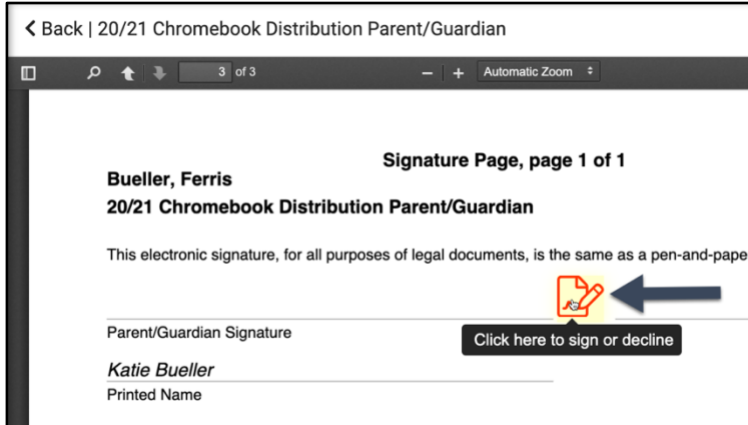 Back | 20/21 Chromebook Distribution Parent/Guardian
3 of 3
Automatic Zoom
Signature Page, page 1 of 1
Bueller, Ferris
20/21 Chromebook Distribution Parent/Guardian
This electronic signature, for all purposes of legal documents, is the same as a pen-and-pape
Click here to sign or decline
Parent/Guardian Signature
Katie Bueller
Printed Name